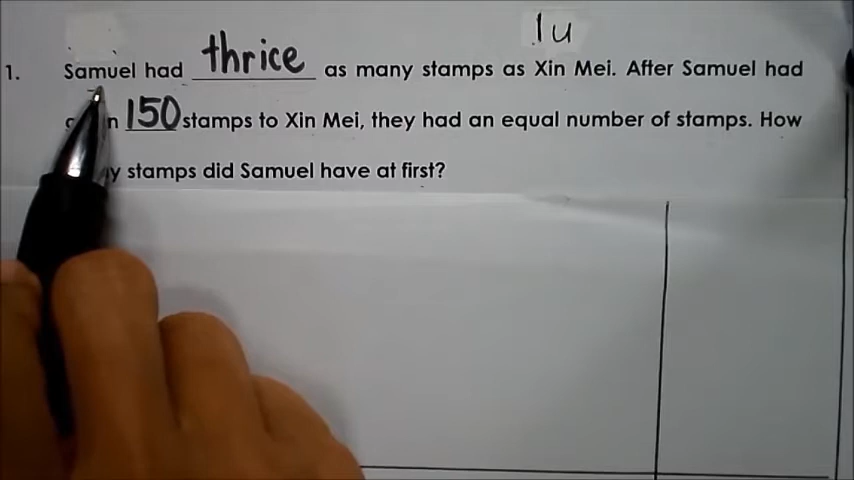 1u
1. Samuel had thrice as many stamps as Xin Mei. After Samuel had
150 stamps to Xin Mei, they had an equal number of stamps. How
stamps did Samuel have at first?